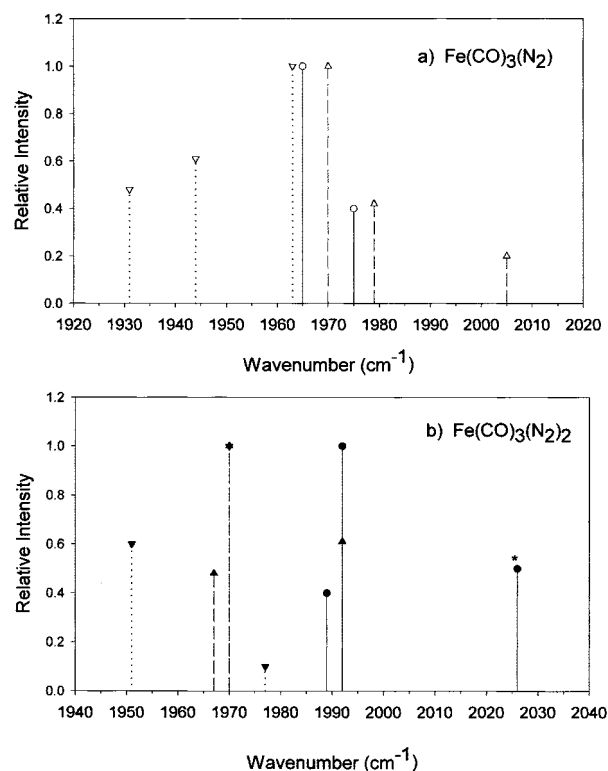 a) Fe(CO)₃(N₂)
Relative Intensity
1.2
1.0
0.8
0.6
0.4
0.2
0.0
1920 1930 1940 1950 1960 1970 1980 1990 2000 2010 2020
Wavenumber (cm⁻¹)
b) Fe(CO)₃(N₂)₂
Relative Intensity
1.2
1.0
0.8
0.6
0.4
0.2
0.0
*
1940 1950 1960 1970 1980 1990 2000 2010 2020 2030 2040
Wavenumber (cm⁻¹)